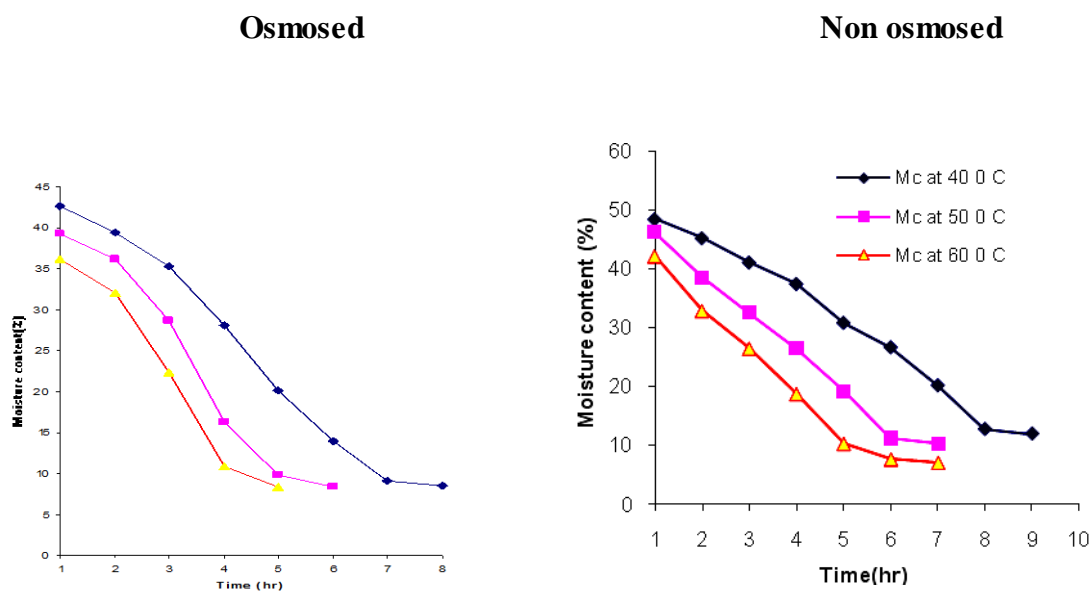 Osmosed
Non osmosed
45
40
35
30
25
20
15
10
5
0
Moisture content[%]
1 2 3 4 5 6 7 8
Time (hr)
60
50
40
30
20
10
0
Moisture content (%)
Mc at 40 0 C
Mc at 50 0 C
Mc at 60 0 C
1 2 3 4 5 6 7 8 9 10
Time(hr)